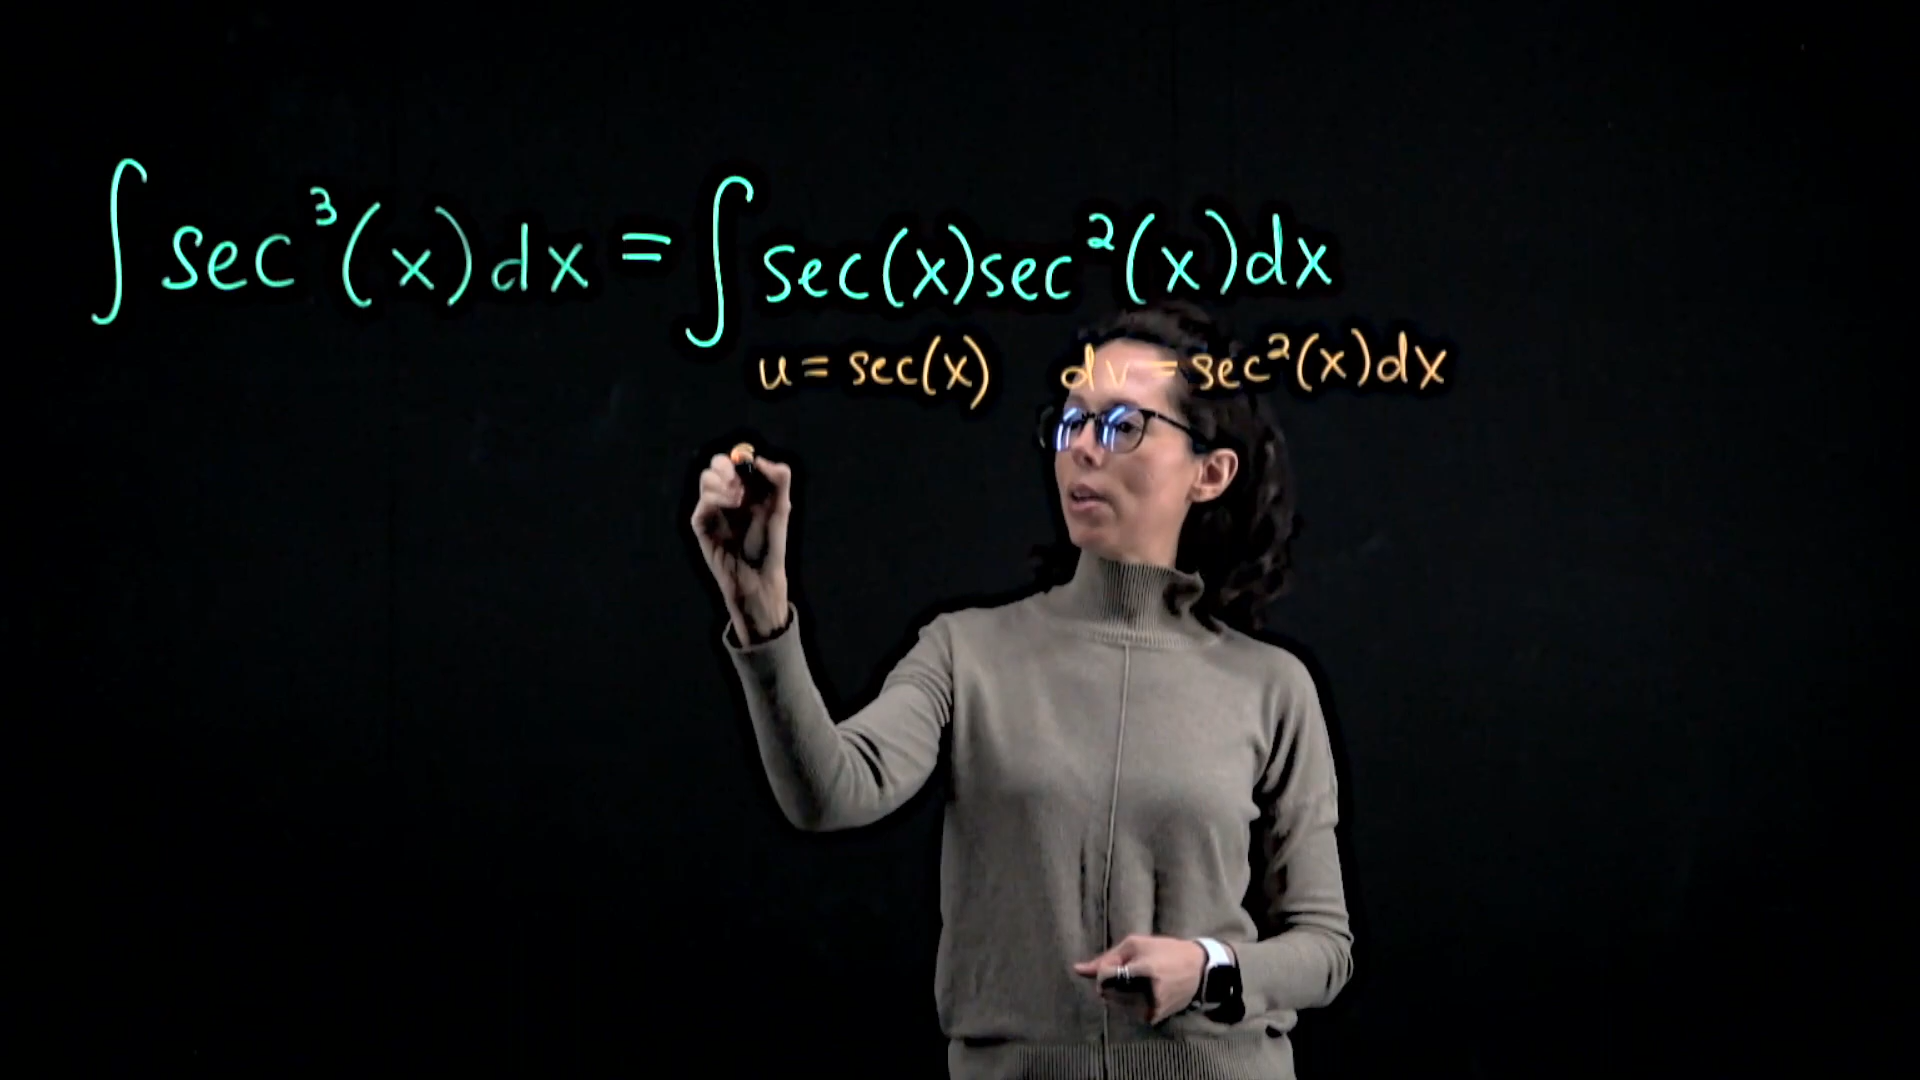 ∫ sec³(x)dx = ∫ sec(x)sec²(x)dx
u = sec(x) dv = sec²(x)dx